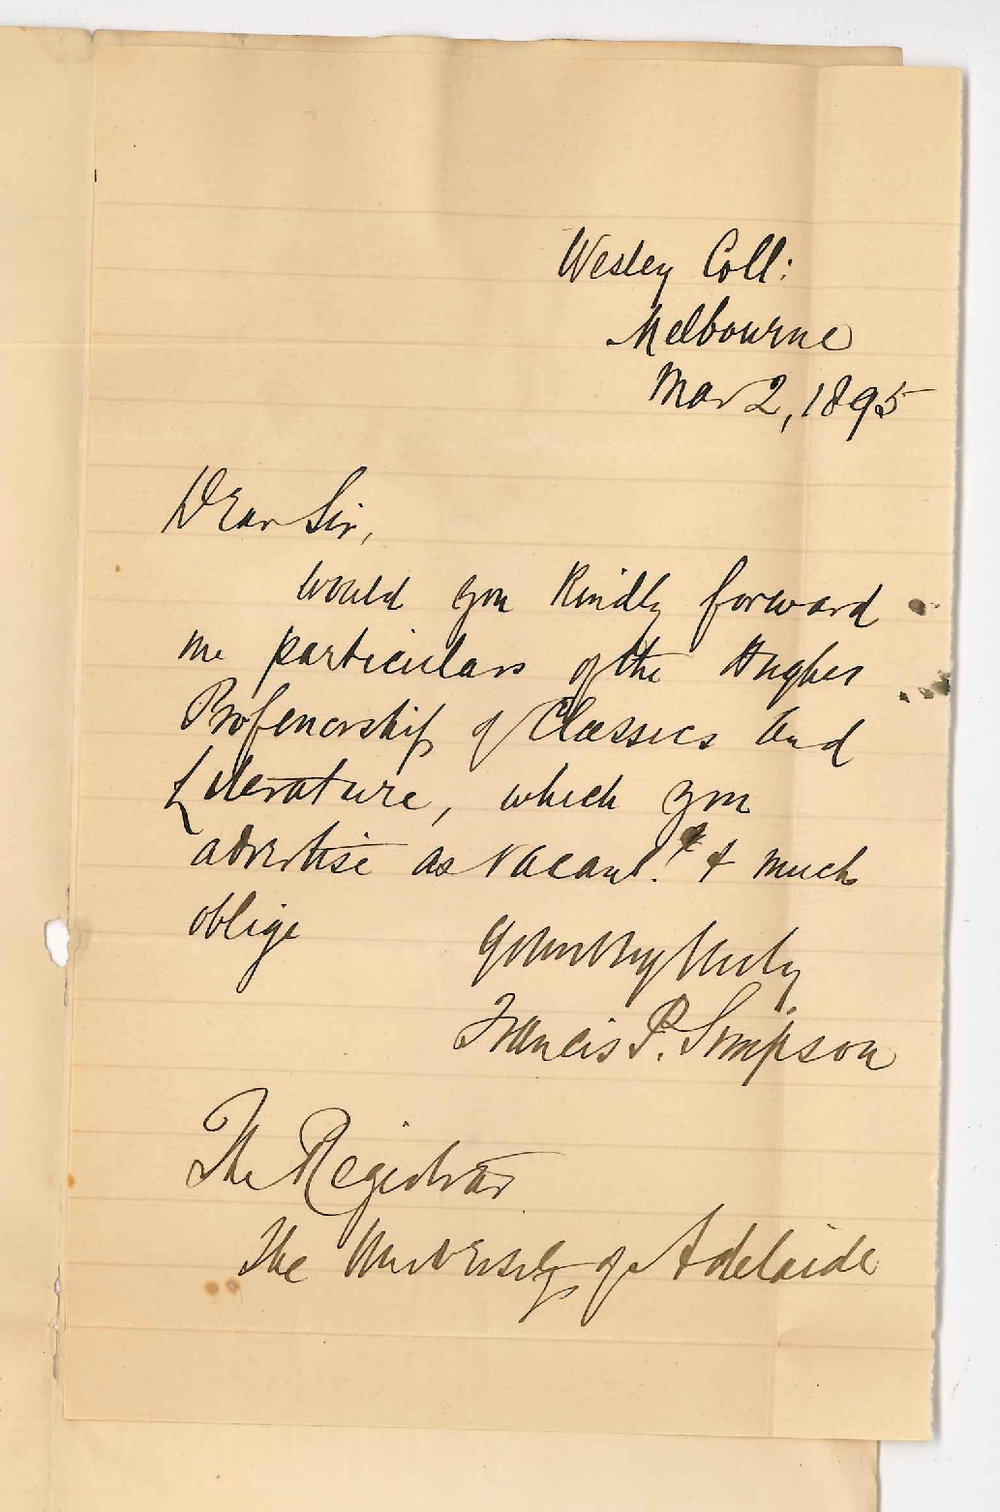 Wesley Coll:
Melbourne
Mar 2, 1895
Dear Sir,
Would you kindly forward
me particulars of the Hughes
Professorship of Classics and
Literature, which you
advertise as vacant. & much
oblige
Yours very truly
Francis P. Simpson
The Registrar
The University of Adelaide